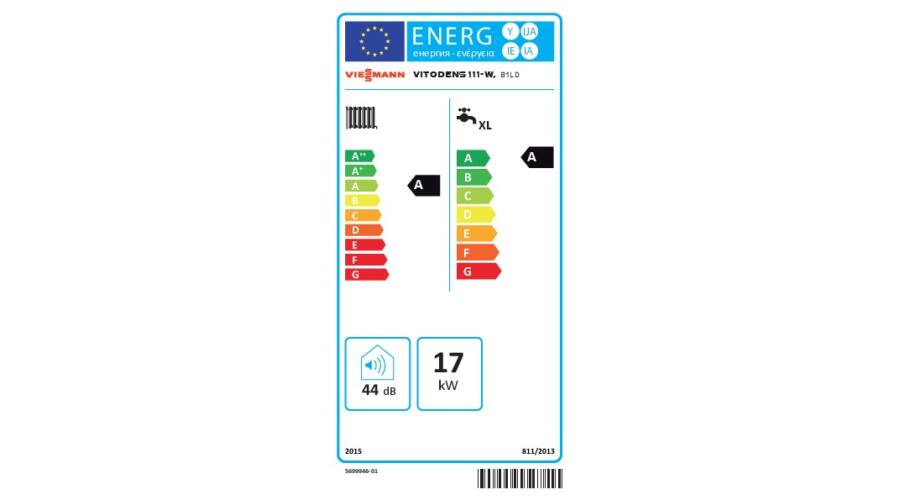 ENERG
енергия · ενέργεια
Y IJA
IE IA
VIESMANN VITODENS 111-W, B1LD
XL
A++
A+
A
B
C
D
E
F
G
A
A
B
C
D
E
F
G
A
44 dB
17
kW
2015
811/2013
5699946-01